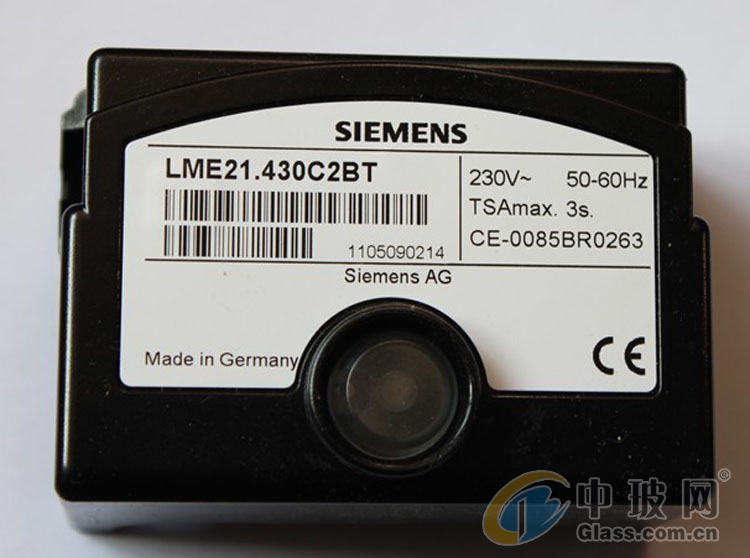 SIEMENS
LME21.430C2BT
230V~ 50-60Hz
TSAmax. 3s.
CE-0085BR0263
1105090214
Siemens AG
Made in Germany
CE
中玻网®
Glass.com.cn